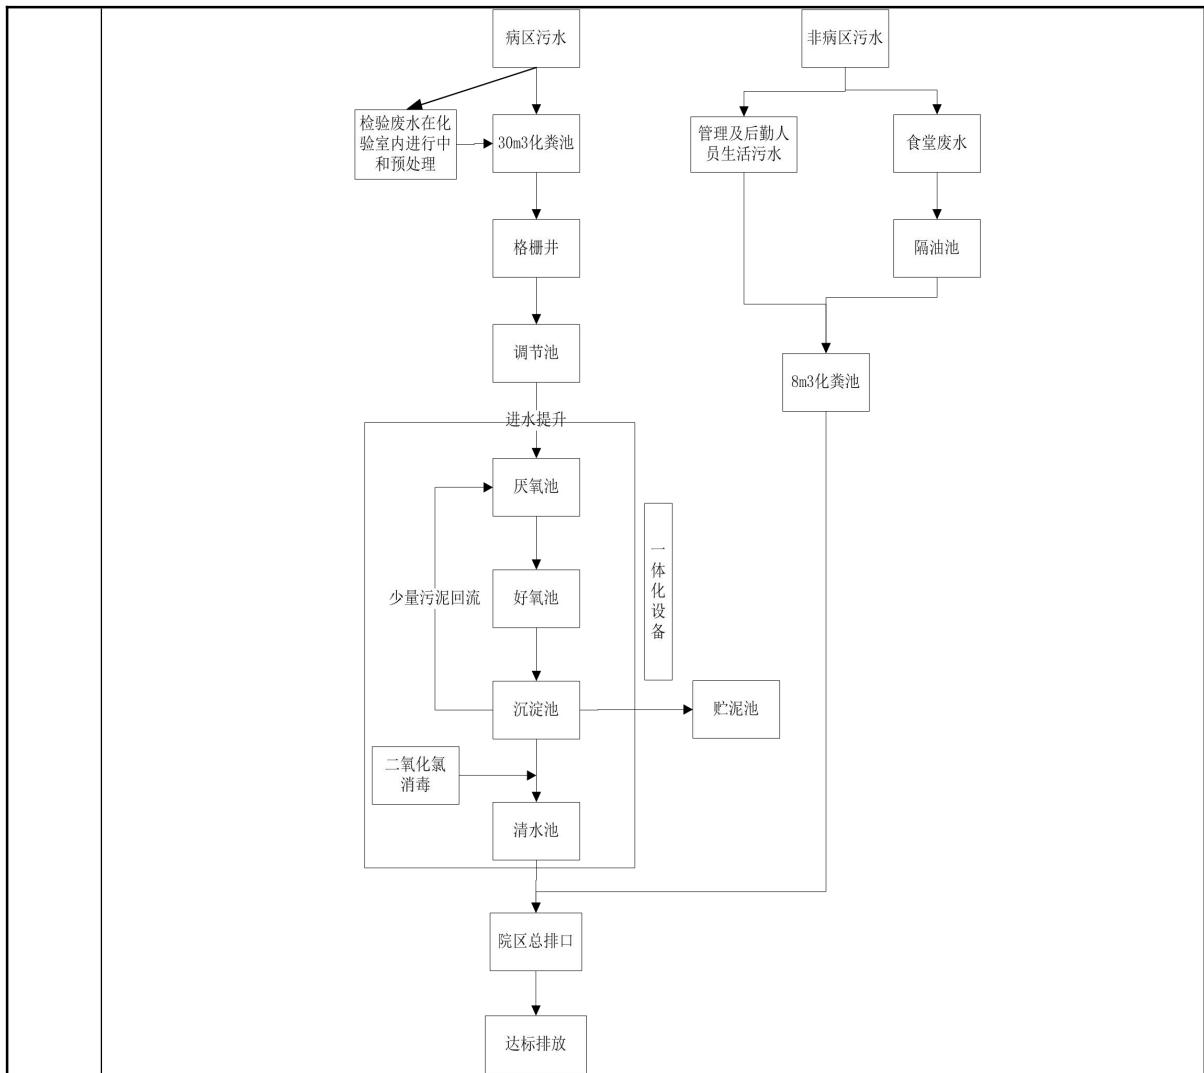 病区污水
非病区污水
检验废水在化
验室内进行中
和预处理
30m3化粪池
管理及后勤人
员生活污水
食堂废水
格栅井
隔油池
调节池
8m3化粪池
进水提升
厌氧池
一体化设备
少量污泥回流
好氧池
沉淀池
贮泥池
二氧化氯
消毒
清水池
院区总排口
达标排放